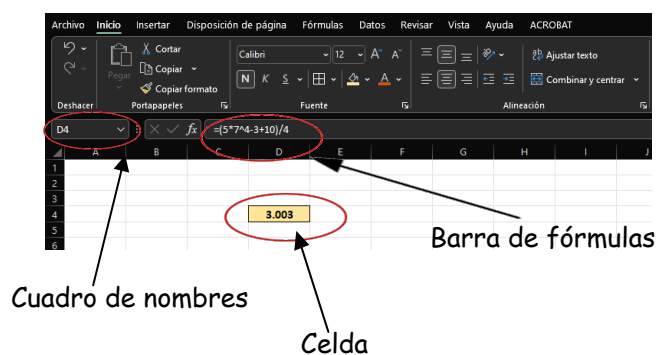 Archivo Inicio Insertar Disposición de página Fórmulas Datos Revisar Vista Ayuda ACROBAT
Cortar
Copiar
Copiar formato
Pegar
Calibri 12 A^ A˅
N K S A
ab Ajustar texto
Combinar y centrar
Deshacer Portapapeles Fuente Alineación
D4 fx =(5*7^4-3+10)/4
A B C D E F G H I J
1
2
3
4 3.003
5
6
Barra de fórmulas
Cuadro de nombres
Celda